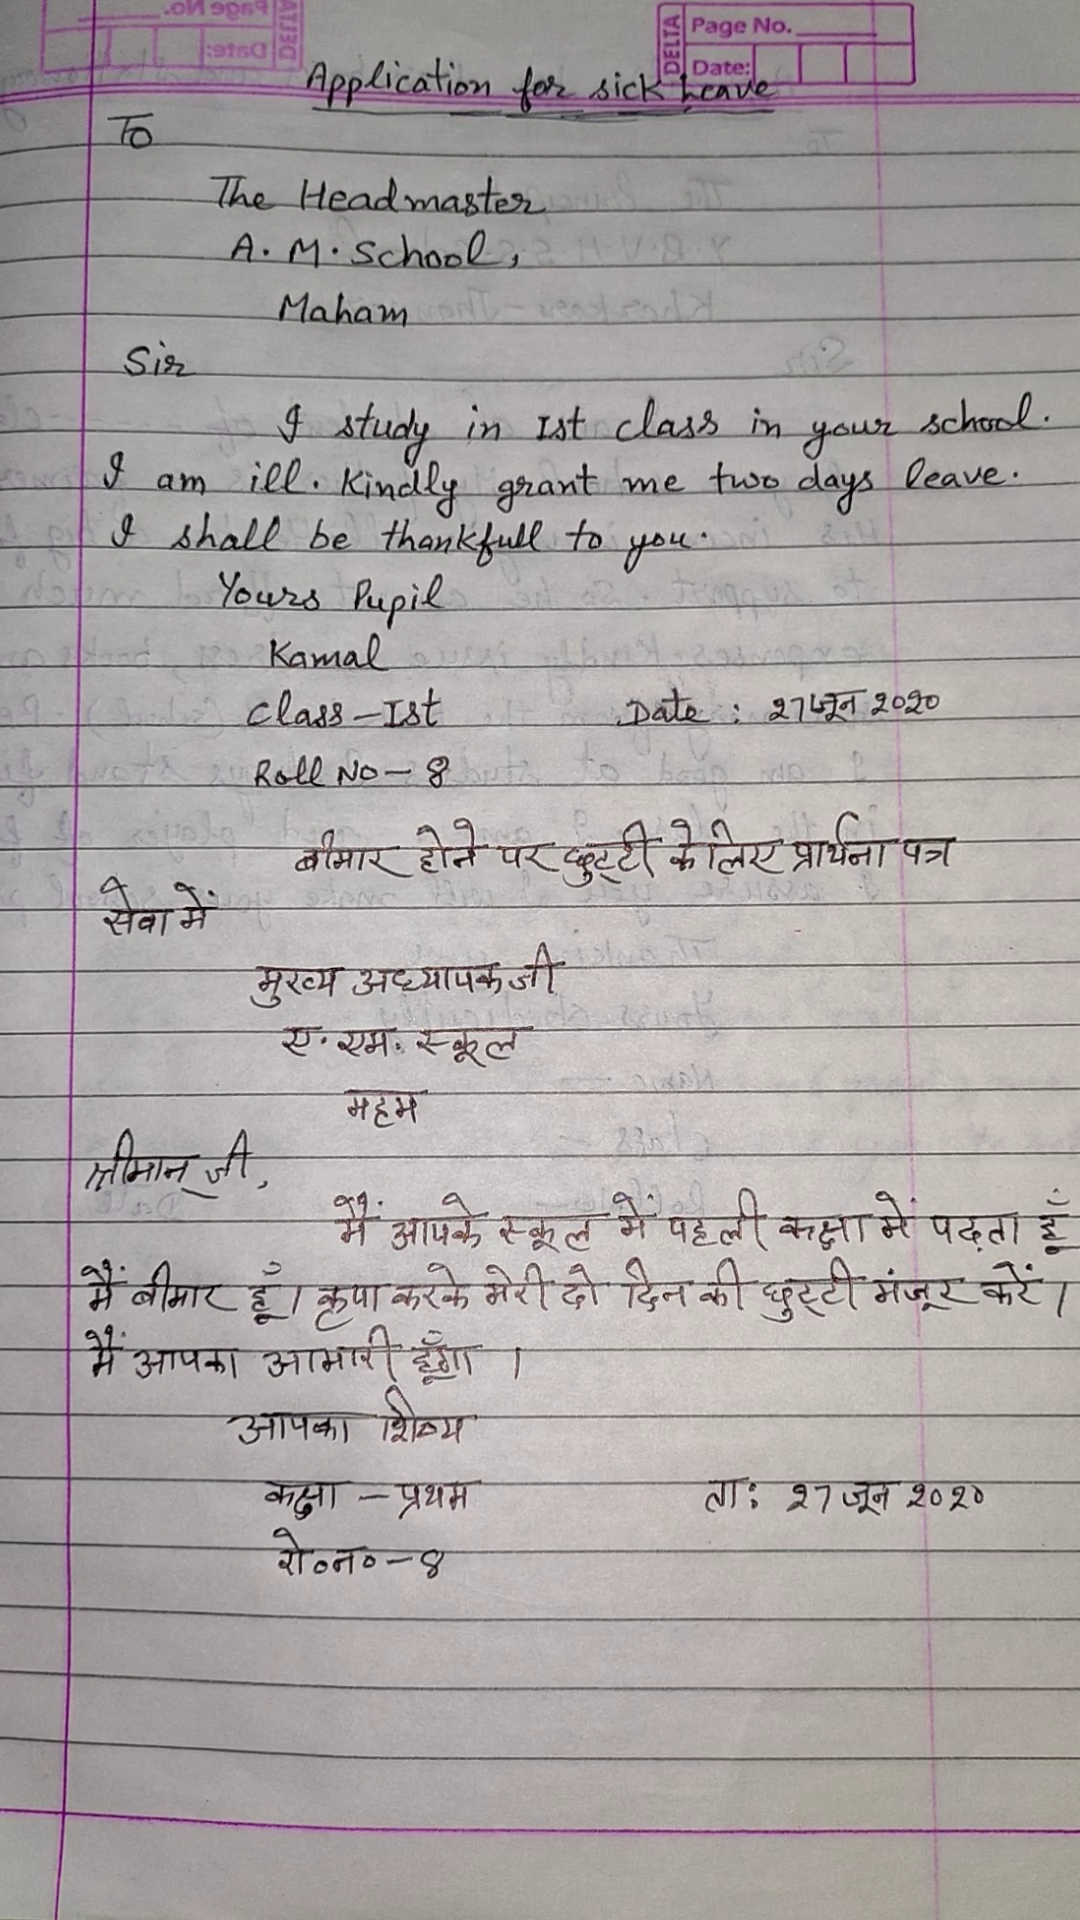 DELTA
Page No.
Date:
Application for sick Leave
To
The Headmaster
A. M. School,
Maham
Sir
I study in Ist class in your school.
I am ill. Kindly grant me two days leave.
I shall be thankfull to you.
Yours Pupil
Kamal
Class-Ist Date : 27 जून 2020
Roll No - 8
बीमार होने पर छुट्टी के लिए प्रार्थना पत्र
सेवा में
मुख्य अध्यापक जी
ए. एम. स्कूल
महम
श्रीमान् जी,
मैं आपके स्कूल में पहली कक्षा में पढ़ता हूँ
मैं बीमार हूँ। कृपा करके मेरी दो दिन की छुट्टी मंजूर करें।
मैं आपका आभारी हूँगा ।
आपका शिष्य
कक्षा - प्रथम ता: 27 जून 2020
रो०न०-8